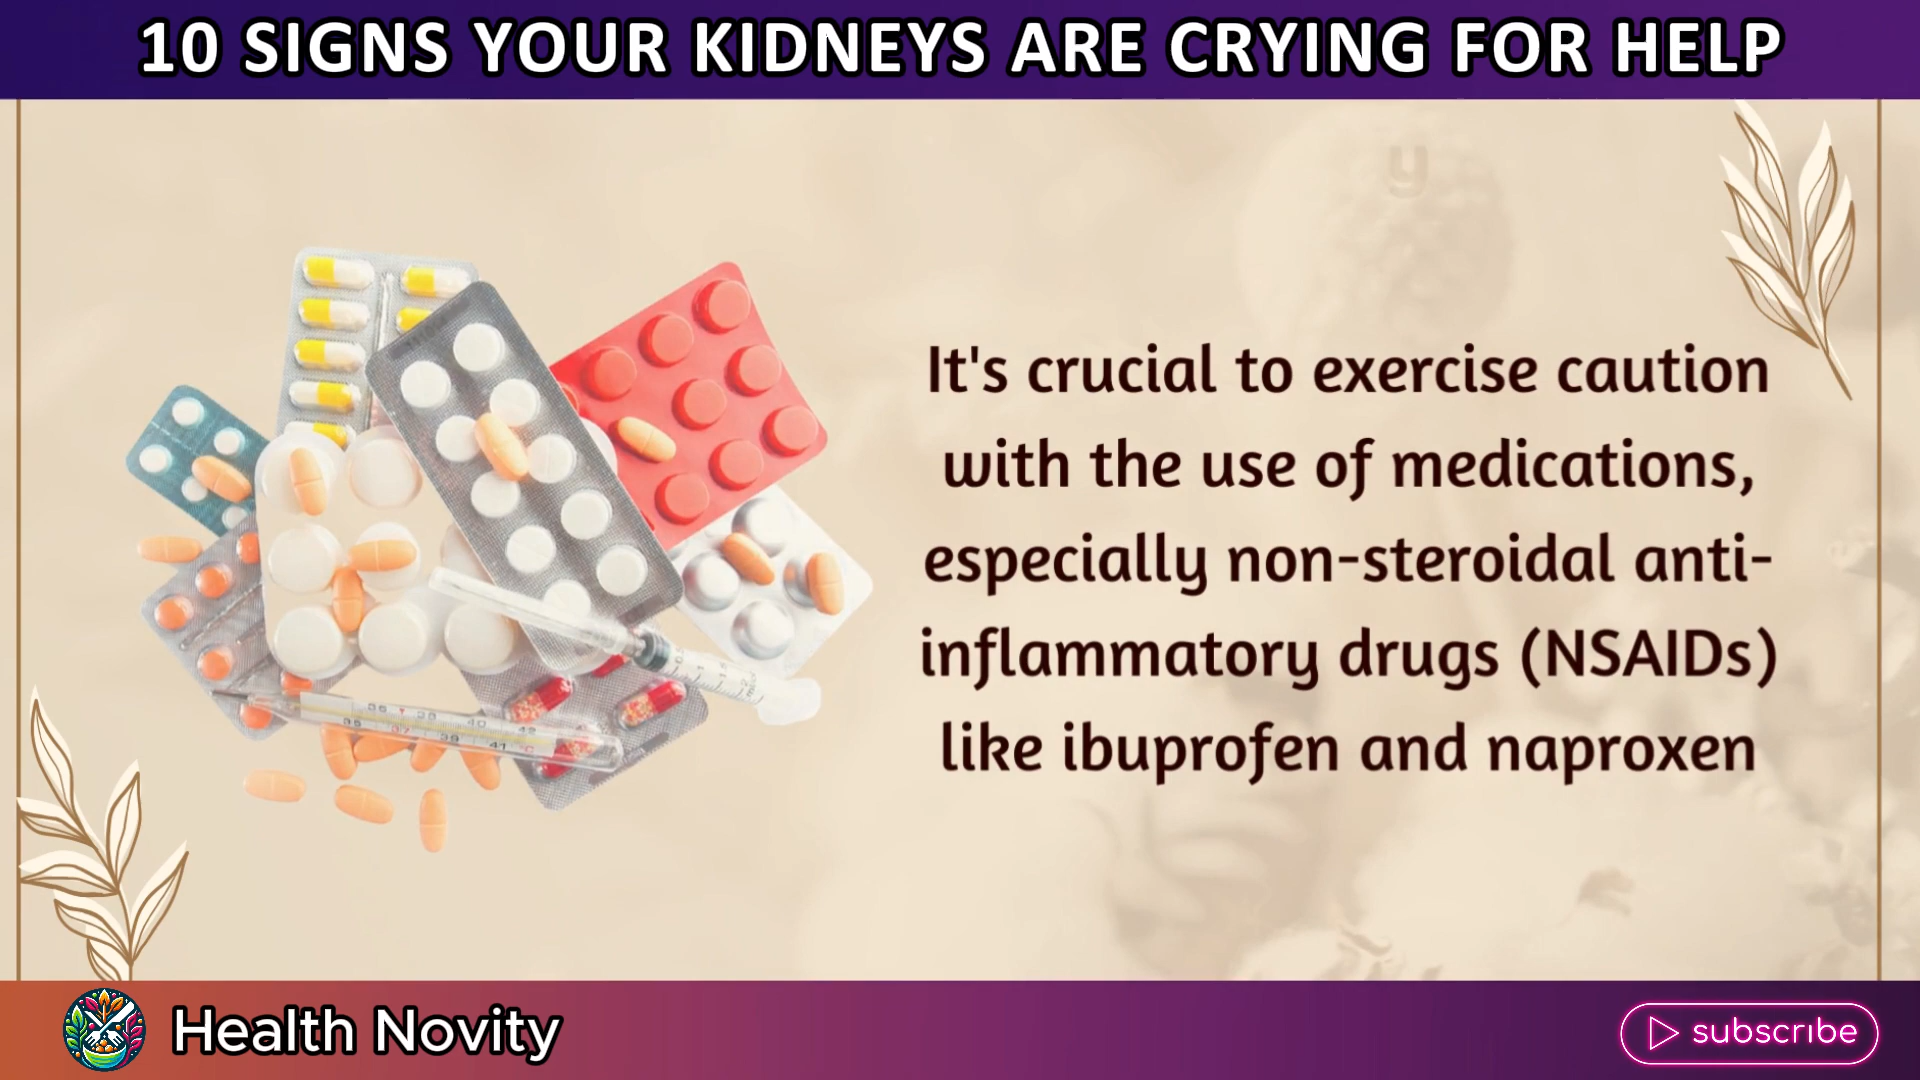 10 SIGNS YOUR KIDNEYS ARE CRYING FOR HELP
y
It's crucial to exercise caution
with the use of medications,
especially non-steroidal anti-
inflammatory drugs (NSAIDs)
like ibuprofen and naproxen
Health Novity
subscribe